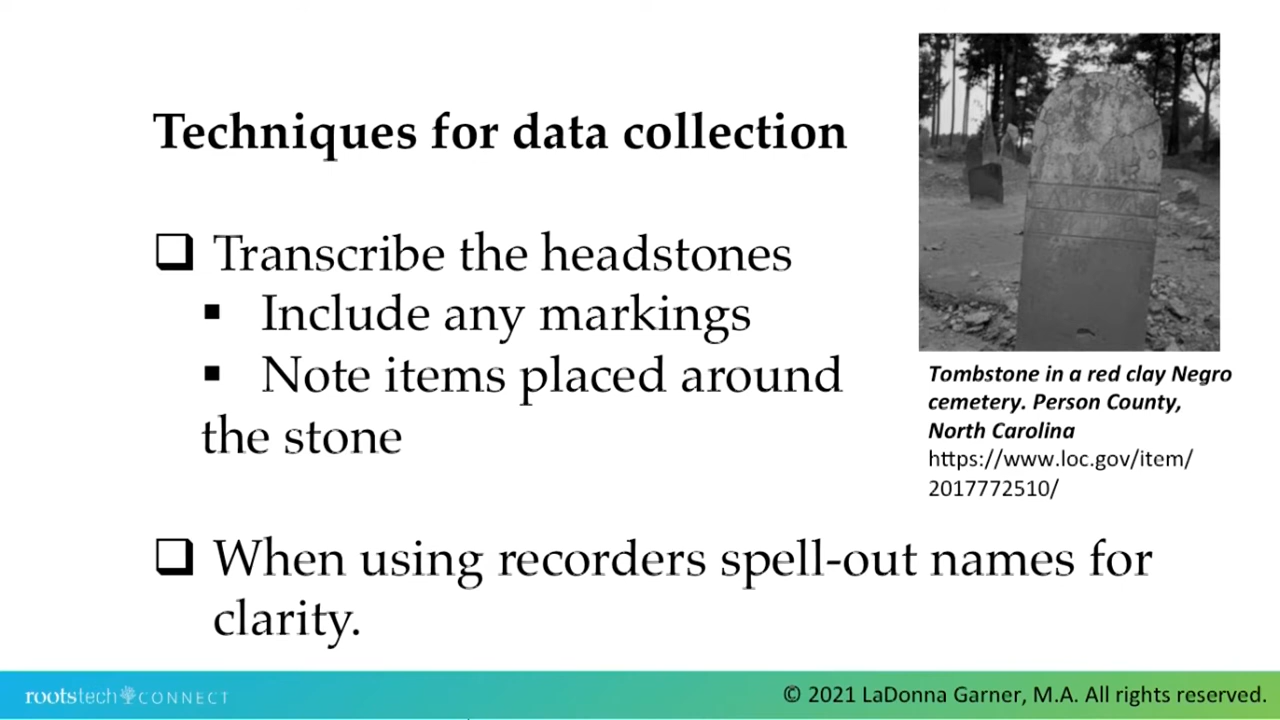 Techniques for data collection
❑ Transcribe the headstones
▪ Include any markings
▪ Note items placed around
the stone
❑ When using recorders spell-out names for
clarity.
Tombstone in a red clay Negro
cemetery. Person County,
North Carolina
https://www.loc.gov/item/
2017772510/
rootstech CONNECT
© 2021 LaDonna Garner, M.A. All rights reserved.